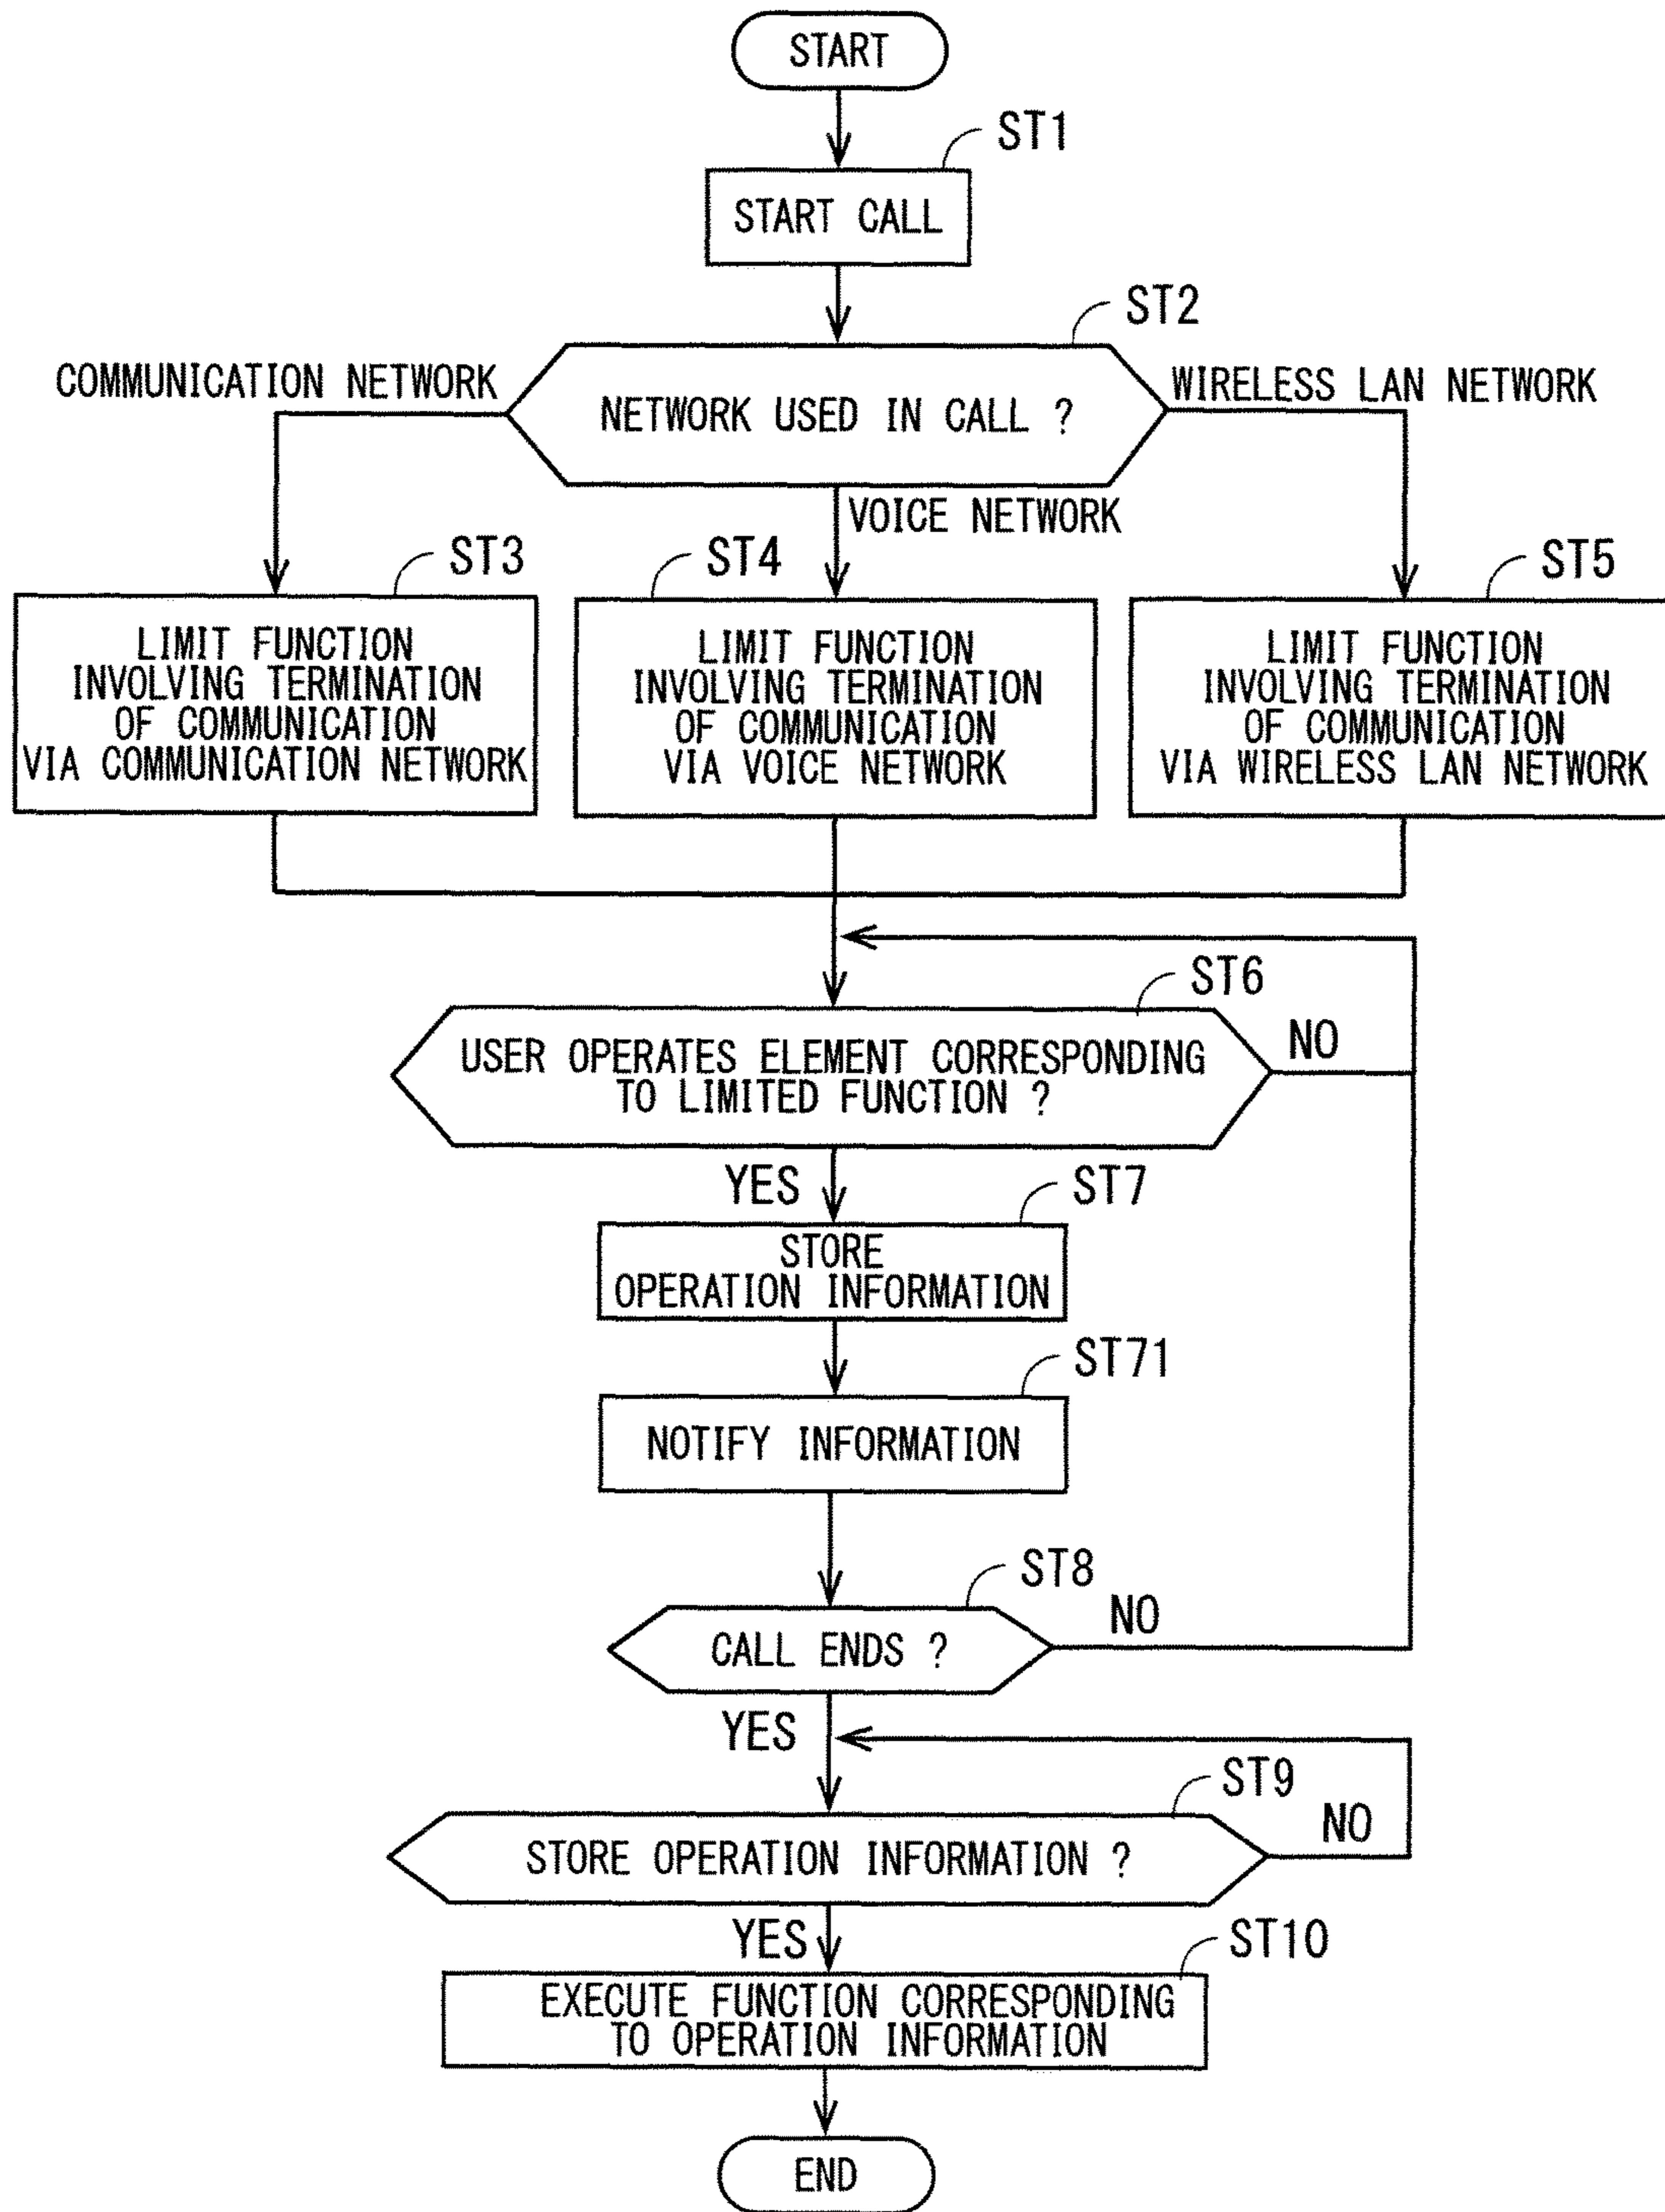 START
ST1
START CALL
ST2
COMMUNICATION NETWORK
WIRELESS LAN NETWORK
NETWORK USED IN CALL ?
VOICE NETWORK
ST3
ST4
ST5
LIMIT FUNCTION
INVOLVING TERMINATION
OF COMMUNICATION
VIA COMMUNICATION NETWORK
LIMIT FUNCTION
INVOLVING TERMINATION
OF COMMUNICATION
VIA VOICE NETWORK
LIMIT FUNCTION
INVOLVING TERMINATION
OF COMMUNICATION
VIA WIRELESS LAN NETWORK
ST6
USER OPERATES ELEMENT CORRESPONDING
TO LIMITED FUNCTION ?
NO
YES
ST7
STORE
OPERATION INFORMATION
ST71
NOTIFY INFORMATION
ST8
CALL ENDS ?
NO
YES
ST9
STORE OPERATION INFORMATION ?
NO
YES
ST10
EXECUTE FUNCTION CORRESPONDING
TO OPERATION INFORMATION
END